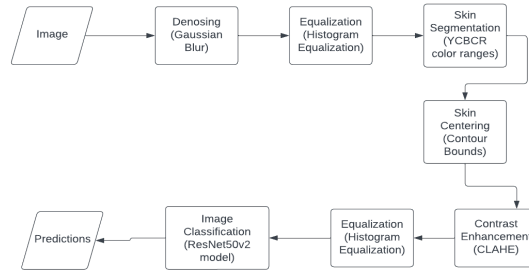 Image
Denosing
(Gaussian
Blur)
Equalization
(Histogram
Equalization)
Skin
Segmentation
(YCBCR
color ranges)
Skin
Centering
(Contour
Bounds)
Contrast
Enhancement
(CLAHE)
Equalization
(Histogram
Equalization)
Image
Classification
(ResNet50v2
model)
Predictions